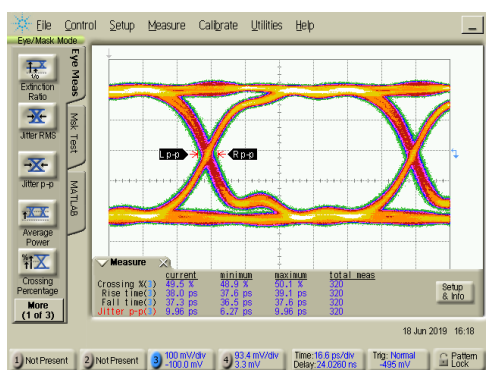 File Control Setup Measure Calibrate Utilities Help
Eye/Mask Mode
Eye Meas
Msk Test
MATLAB
Extinction
Ratio
Jitter RMS
Jitter p-p
Average
Power
Crossing
Percentage
More
(1 of 3)
L p-p
R p-p
Measure
current minimum maximum total meas
Crossing %(3) 49.5 % 48.9 % 50.1 % 320
Rise time(3) 38.0 ps 37.6 ps 39.1 ps 320
Fall time(3) 37.3 ps 36.5 ps 37.6 ps 320
Jitter p-p(3) 9.96 ps 6.27 ps 9.96 ps 320
Setup
& Info
18 Jun 2019 16:18
1 Not Present
2 Not Present
3 100 mV/div
-100.0 mV
4 93.4 mV/div
3.3 mV
Time:16.6 ps/div
Delay:24.0260 ns
Trig: Normal
-495 mV
Pattern
Lock